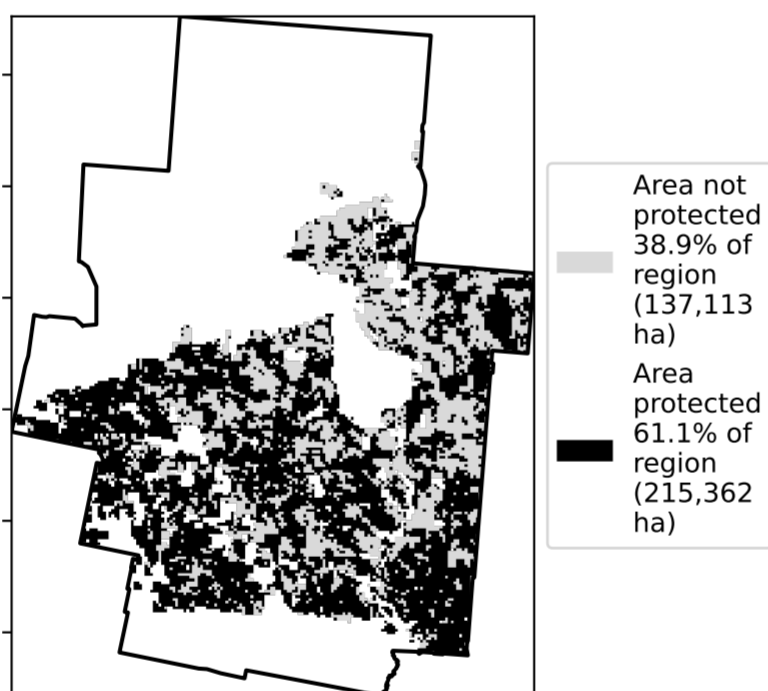 Area not
protected
38.9% of
region
(137,113
ha)
Area
protected
61.1% of
region
(215,362
ha)